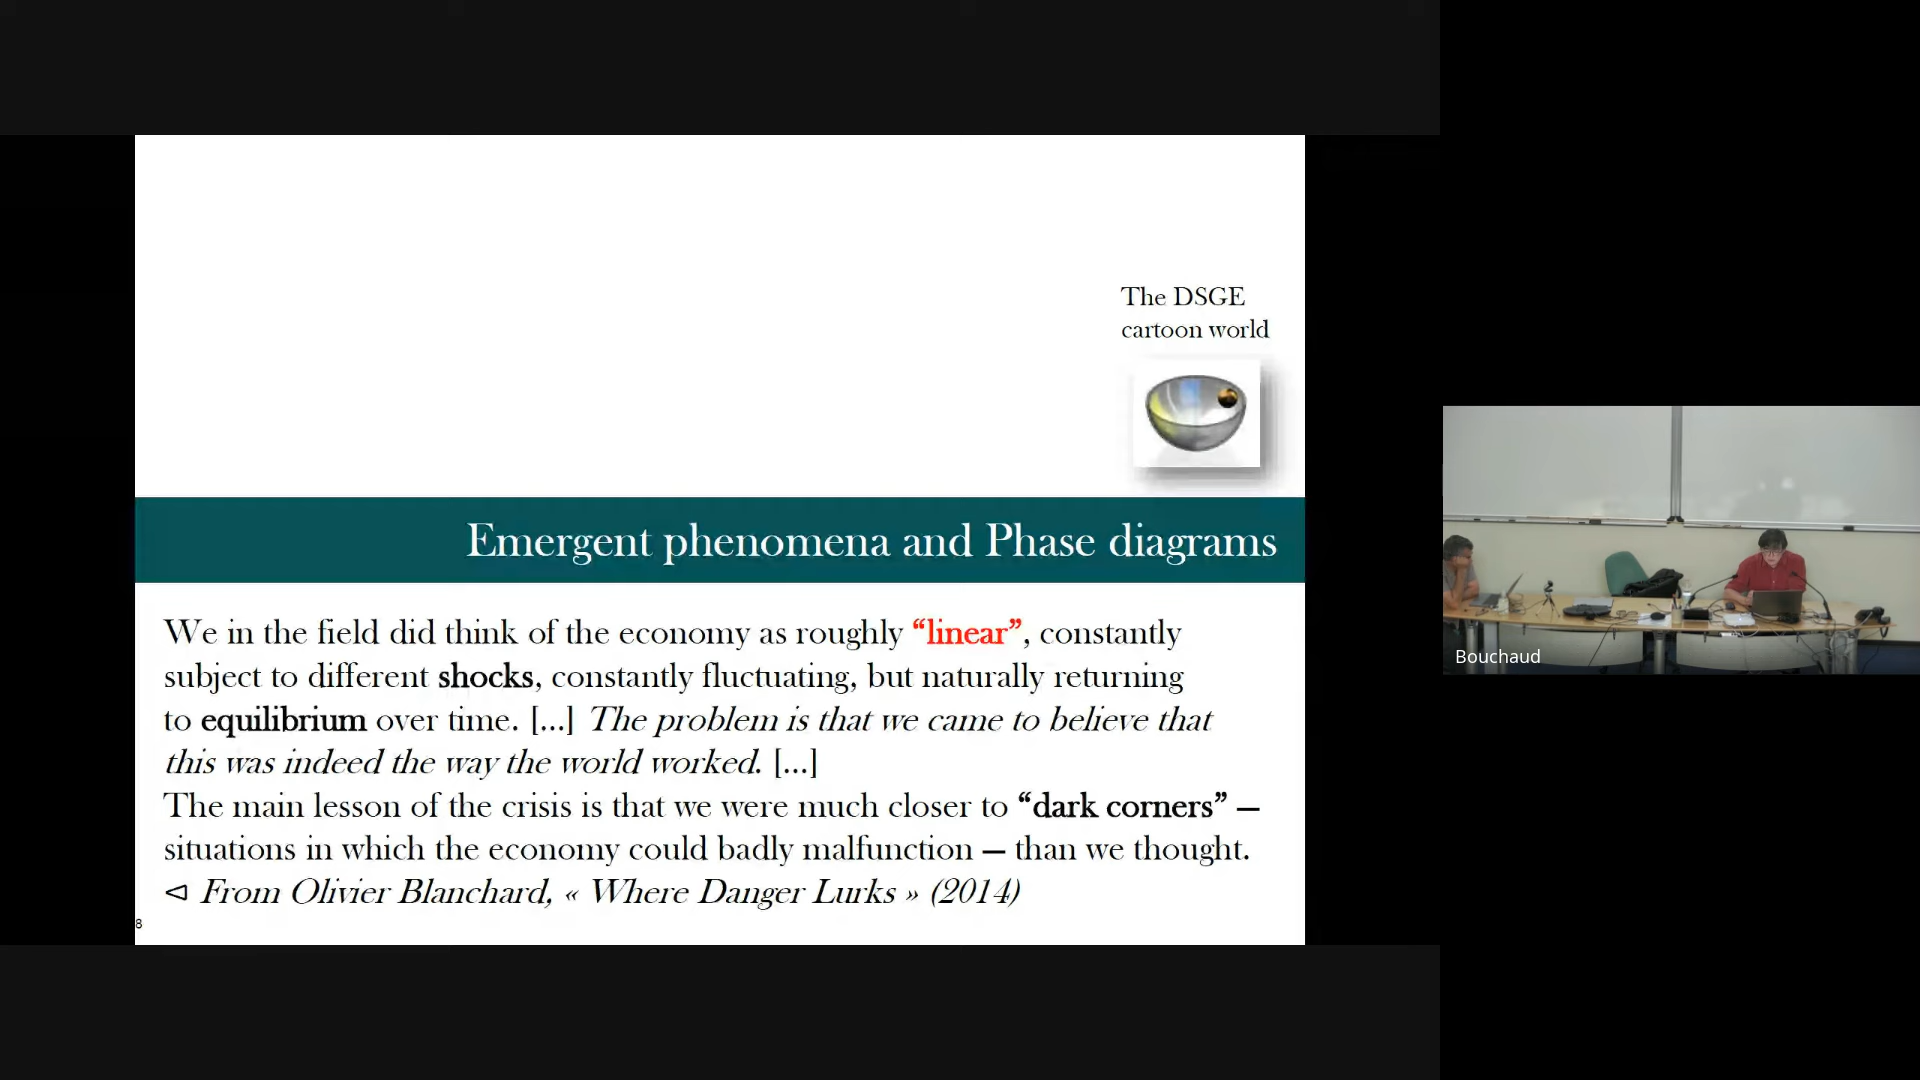 The DSGE
cartoon world
Emergent phenomena and Phase diagrams
We in the field did think of the economy as roughly “linear”, constantly
subject to different shocks, constantly fluctuating, but naturally returning
to equilibrium over time. [...] The problem is that we came to believe that
this was indeed the way the world worked. [...]
The main lesson of the crisis is that we were much closer to “dark corners” —
situations in which the economy could badly malfunction — than we thought.
⊲ From Olivier Blanchard, « Where Danger Lurks » (2014)
8
Bouchaud